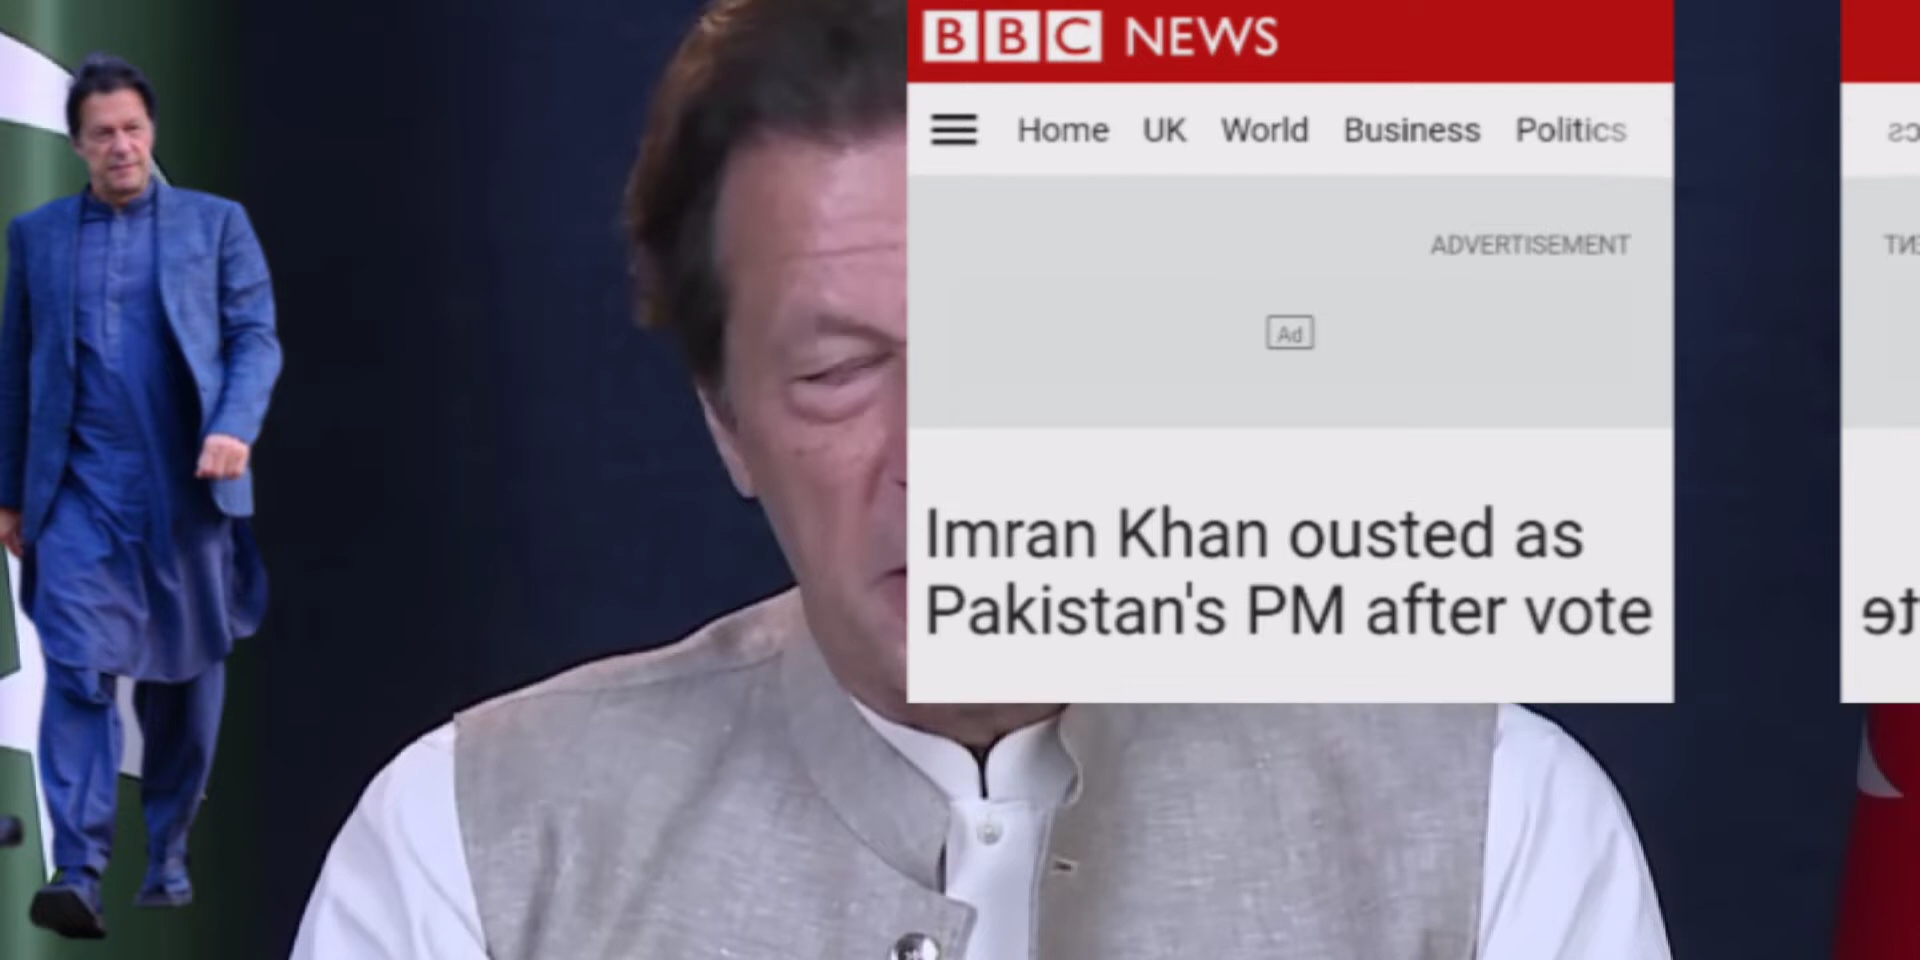 BBC NEWS
Home UK World Business Politics
ADVERTISEMENT
Ad
Imran Khan ousted as
Pakistan's PM after vote